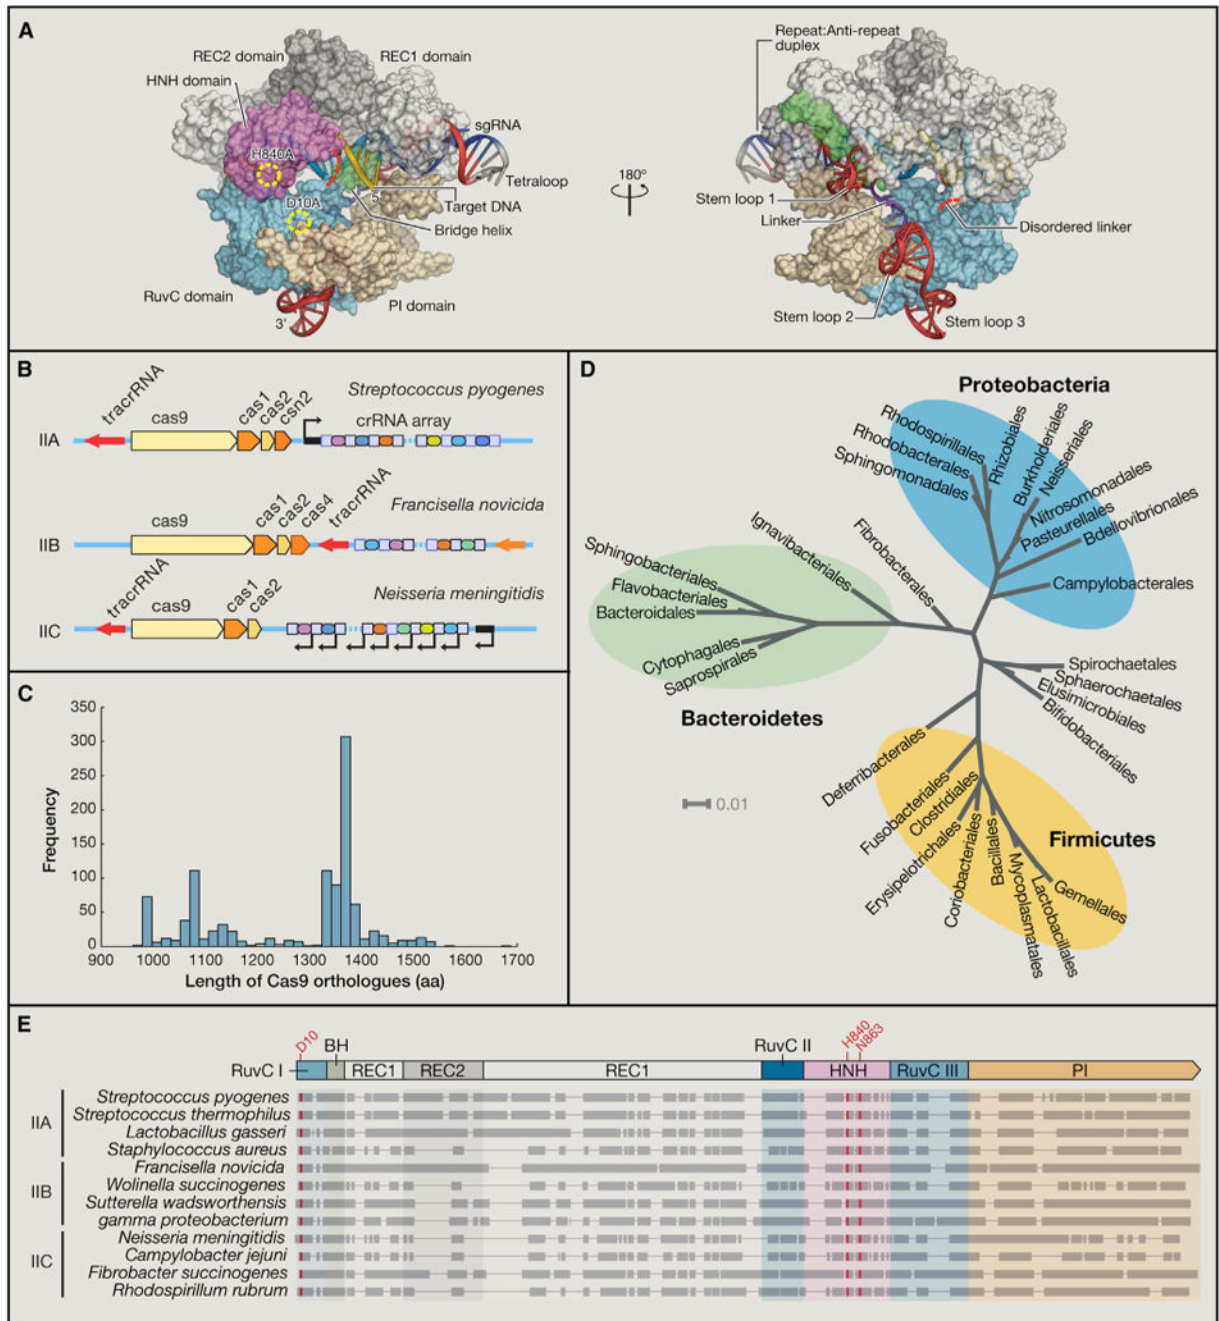 A
REC2 domain
REC1 domain
HNH domain
H840A
sgRNA
Tetraloop
D10A
5'
Target DNA
Bridge helix
RuvC domain
PI domain
3'
180°
Repeat:Anti-repeat
duplex
Stem loop 1
Linker
Disordered linker
Stem loop 2
Stem loop 3
B
Streptococcus pyogenes
IIA
tracrRNA
cas9
cas1
cas2
csn2
crRNA array
Francisella novicida
IIB
cas9
cas1
cas2
cas4
tracrRNA
Neisseria meningitidis
IIC
tracrRNA
cas9
cas1
cas2
C
Frequency
350
300
250
200
150
100
50
0
900 1000 1100 1200 1300 1400 1500 1600 1700
Length of Cas9 orthologues (aa)
D
Proteobacteria
Rhodospirillales
Rhodobacterales
Sphingomonadales
Rhizobiales
Burkholderiales
Neisseriales
Nitrosomonadales
Pasteurellales
Bdellovibrionales
Campylobacterales
Fibrobacterales
Ignavibacteriales
Sphingobacteriales
Flavobacteriales
Bacteroidales
Cytophagales
Saprospirales
Bacteroidetes
Spirochaetales
Sphaerochaetales
Elusimicrobiales
Bifidobacteriales
Deferribacterales
Fusobacteriales
Clostridiales
Erysipelotrichales
Coriobacteriales
Bacillales
Mycoplasmatales
Lactobacillales
Gemellales
Firmicutes
0.01
E
D10
BH
RuvC II
H840
N863
RuvC I
REC1
REC2
REC1
HNH
RuvC III
PI
IIA
Streptococcus pyogenes
Streptococcus thermophilus
Lactobacillus gasseri
Staphylococcus aureus
IIB
Francisella novicida
Wolinella succinogenes
Sutterella wadsworthensis
gamma proteobacterium
IIC
Neisseria meningitidis
Campylobacter jejuni
Fibrobacter succinogenes
Rhodospirillum rubrum